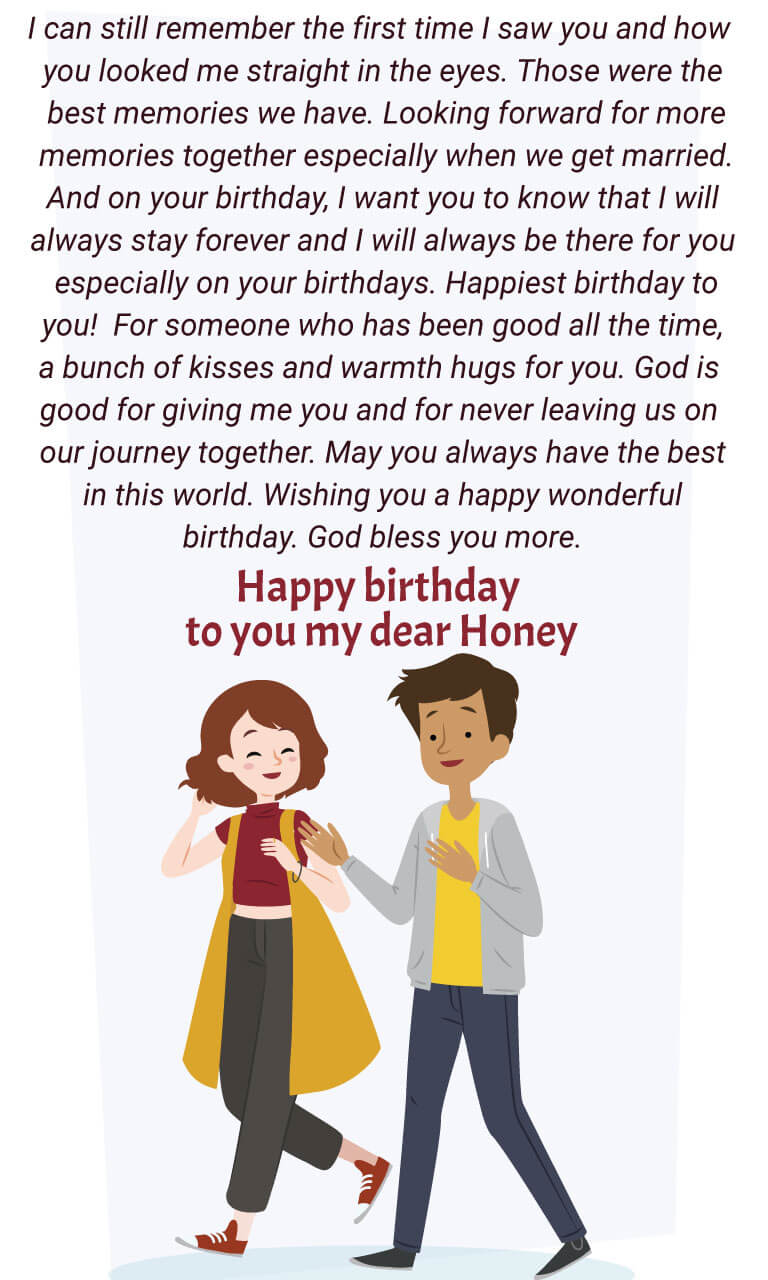 I can still remember the first time I saw you and how
you looked me straight in the eyes. Those were the
best memories we have. Looking forward for more
memories together especially when we get married.
And on your birthday, I want you to know that I will
always stay forever and I will always be there for you
especially on your birthdays. Happiest birthday to
you! For someone who has been good all the time,
a bunch of kisses and warmth hugs for you. God is
good for giving me you and for never leaving us on
our journey together. May you always have the best
in this world. Wishing you a happy wonderful
birthday. God bless you more.
Happy birthday
to you my dear Honey